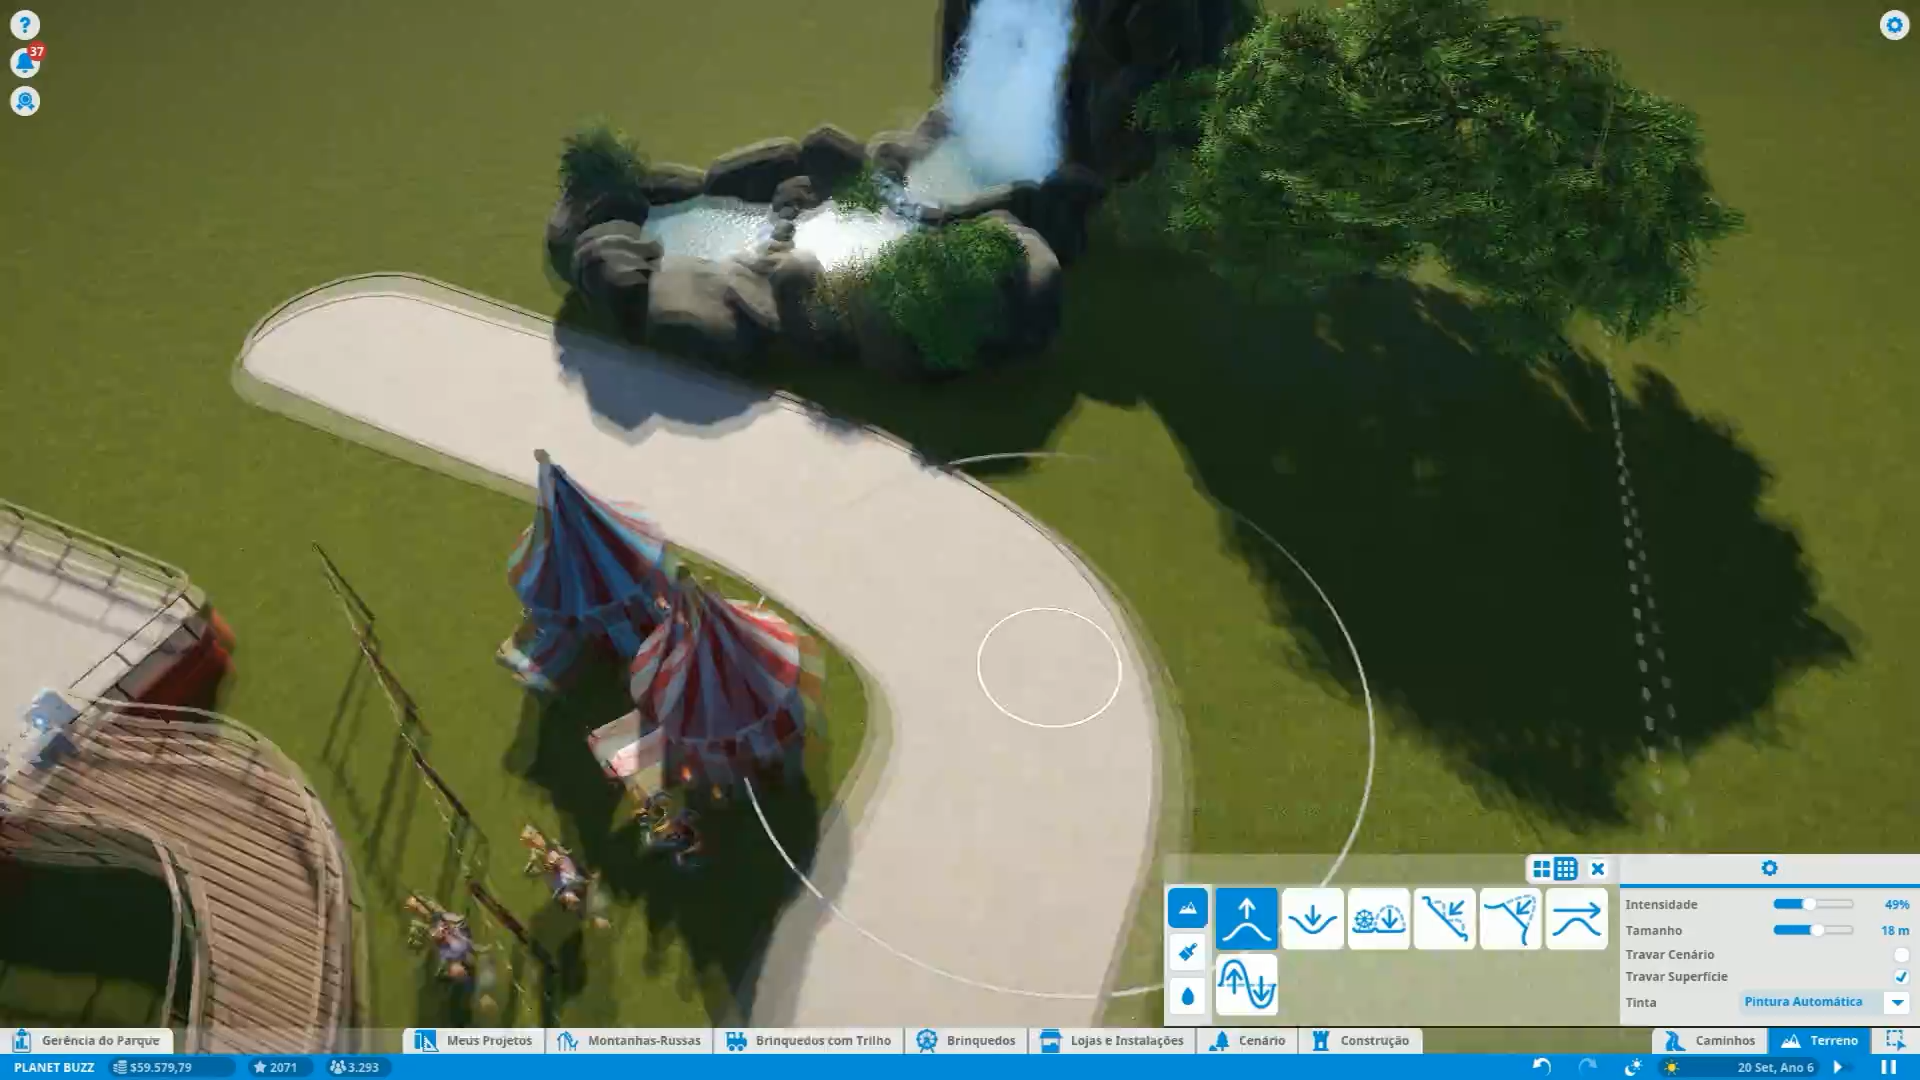 ?
37
Intensidade 49%
Tamanho 18 m
Travar Cenário
Travar Superfície
Tinta Pintura Automática
Gerência do Parque
Meus Projetos
Montanhas-Russas
Brinquedos com Trilho
Brinquedos
Lojas e Instalações
Cenário
Construção
Caminhos
Terreno
PLANET BUZZ $59.579,79 2071 3.293 20 Set, Ano 6